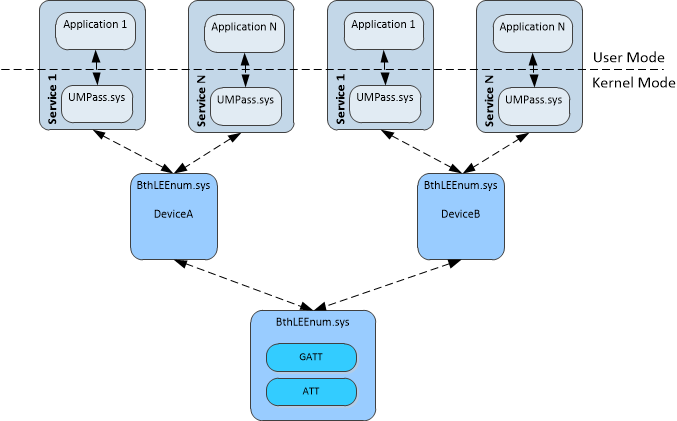 Application 1
Application N
Application 1
Application N
User Mode
Kernel Mode
Service 1
UMPass.sys
Service N
UMPass.sys
Service 1
UMPass.sys
Service N
UMPass.sys
BthLEEnum.sys
DeviceA
BthLEEnum.sys
DeviceB
BthLEEnum.sys
GATT
ATT